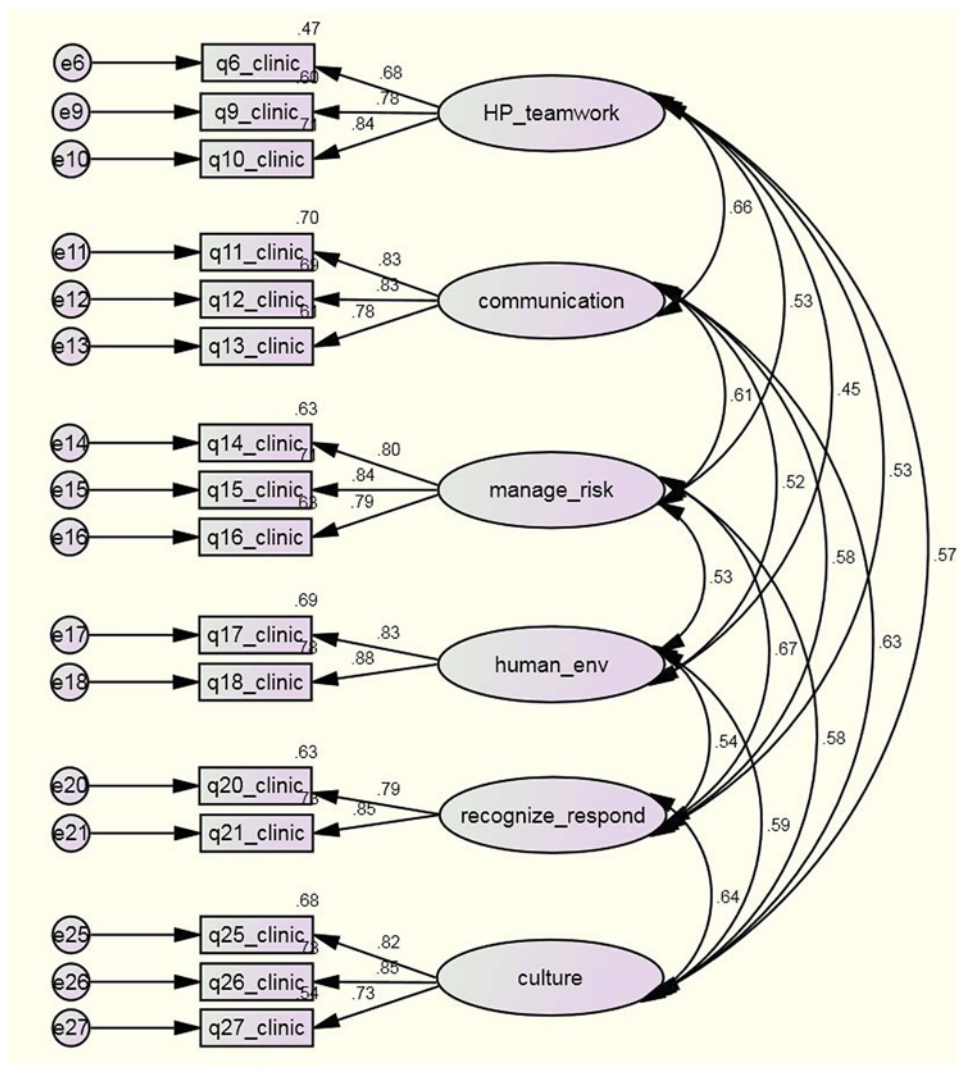 .47
e6 q6_clinic .68
.60
e9 q9_clinic .78 HP_teamwork
.71
e10 q10_clinic .84
.66
.70
e11 q11_clinic .83
.69
e12 q12_clinic .83 communication .53
.61
e13 q13_clinic .78
.61 .45
.63
e14 q14_clinic .80
.71
e15 q15_clinic .84 manage_risk .52 .53
.63
e16 q16_clinic .79
.53 .58 .57
.69
e17 q17_clinic .83
e18 q18_clinic .88 human_env .67 .63
.63 .54 .58
e20 q20_clinic .79
e21 q21_clinic .85 recognize_respond .59
.68 .64
e25 q25_clinic .82
.73
e26 q26_clinic .85 culture
.54
e27 q27_clinic .73